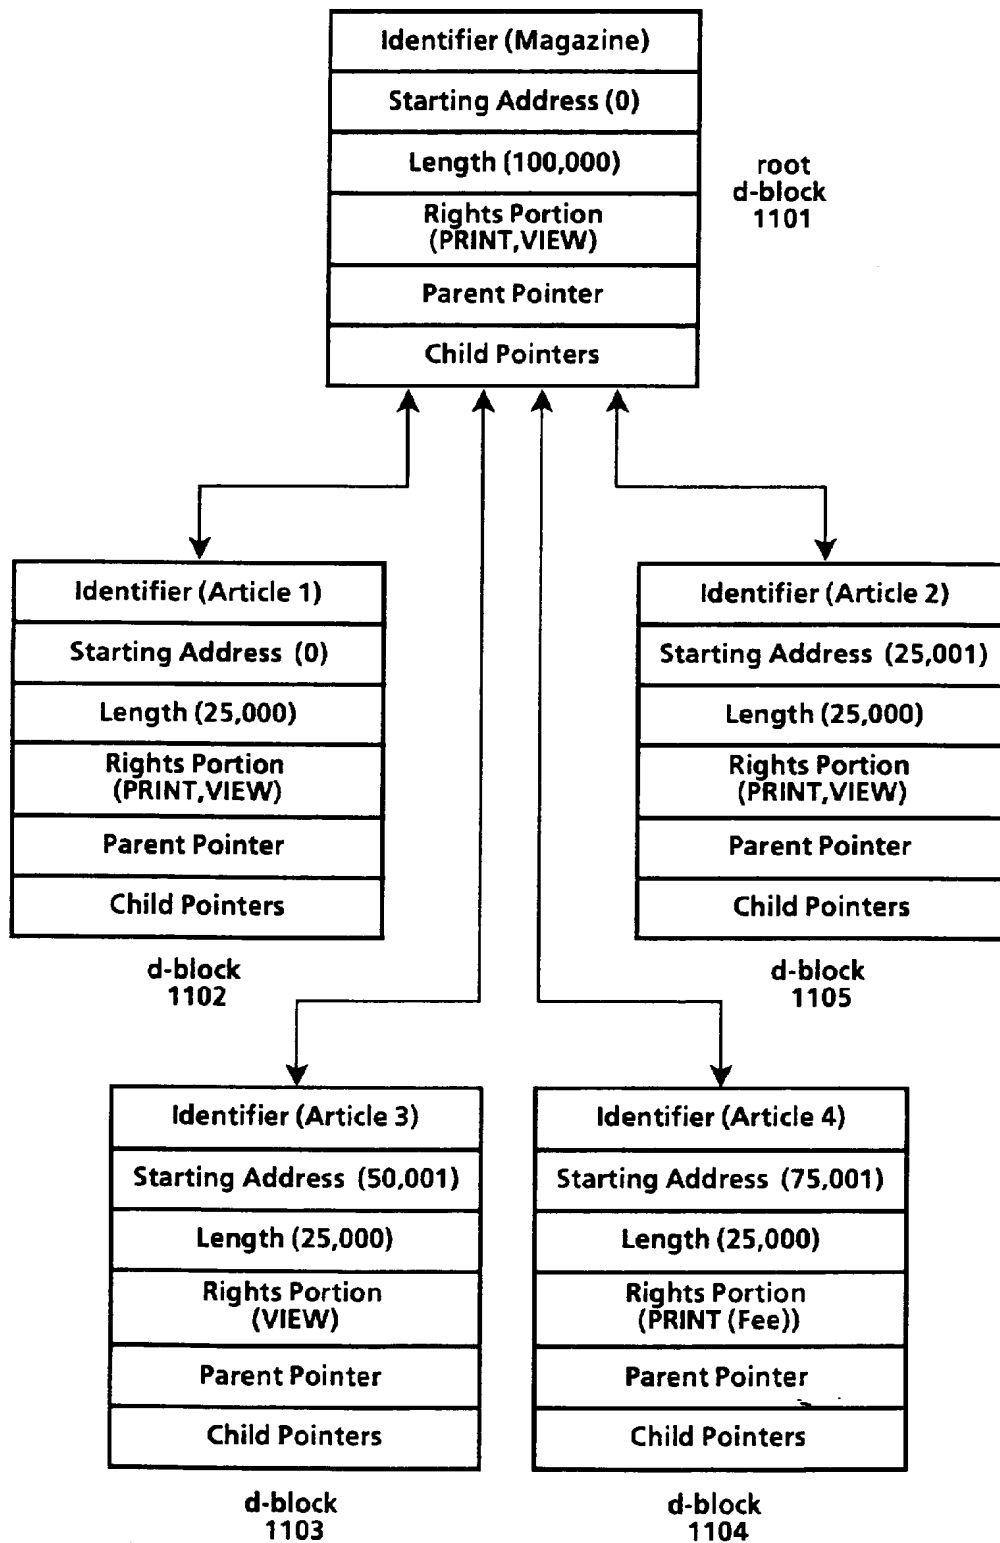 Identifier (Magazine)
Starting Address (0)
Length (100,000)
Rights Portion
(PRINT,VIEW)
Parent Pointer
Child Pointers
root
d-block
1101
Identifier (Article 1)
Starting Address (0)
Length (25,000)
Rights Portion
(PRINT,VIEW)
Parent Pointer
Child Pointers
d-block
1102
Identifier (Article 2)
Starting Address (25,001)
Length (25,000)
Rights Portion
(PRINT,VIEW)
Parent Pointer
Child Pointers
d-block
1105
Identifier (Article 3)
Starting Address (50,001)
Length (25,000)
Rights Portion
(VIEW)
Parent Pointer
Child Pointers
d-block
1103
Identifier (Article 4)
Starting Address (75,001)
Length (25,000)
Rights Portion
(PRINT (Fee))
Parent Pointer
Child Pointers
d-block
1104